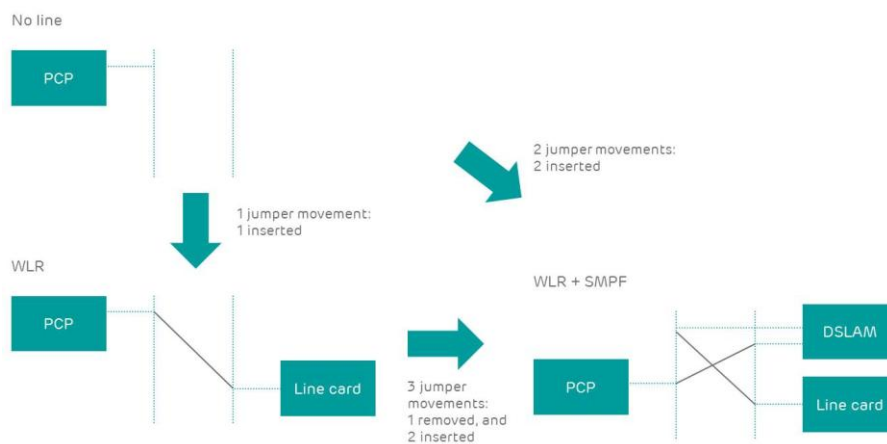 No line
PCP
2 jumper movements:
2 inserted
1 jumper movement:
1 inserted
WLR
PCP
Line card
3 jumper
movements:
1 removed, and
2 inserted
WLR + SMPF
PCP
DSLAM
Line card